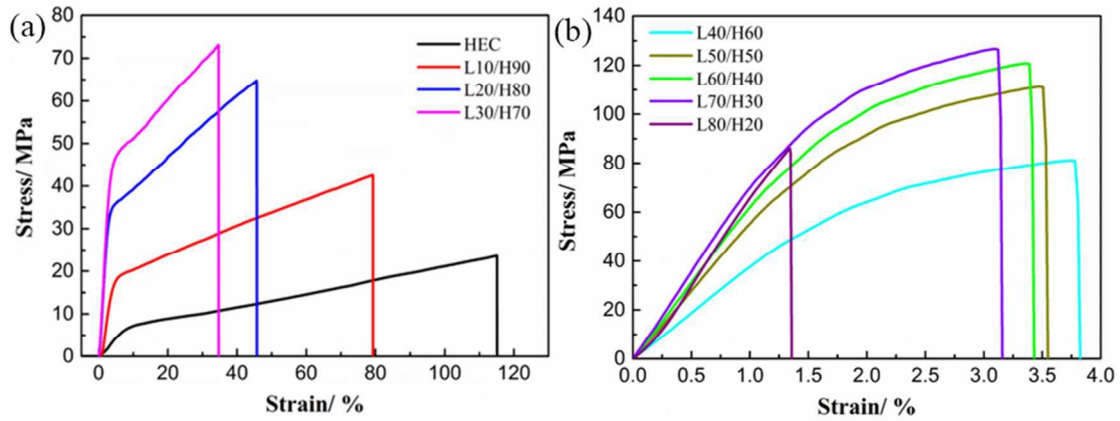 (a)
Stress/ MPa
80
70
60
50
40
30
20
10
0
HEC
L10/H90
L20/H80
L30/H70
0 20 40 60 80 100 120
Strain/ %
(b)
Stress/ MPa
140
120
100
80
60
40
20
0
L40/H60
L50/H50
L60/H40
L70/H30
L80/H20
0.0 0.5 1.0 1.5 2.0 2.5 3.0 3.5 4.0
Strain/ %